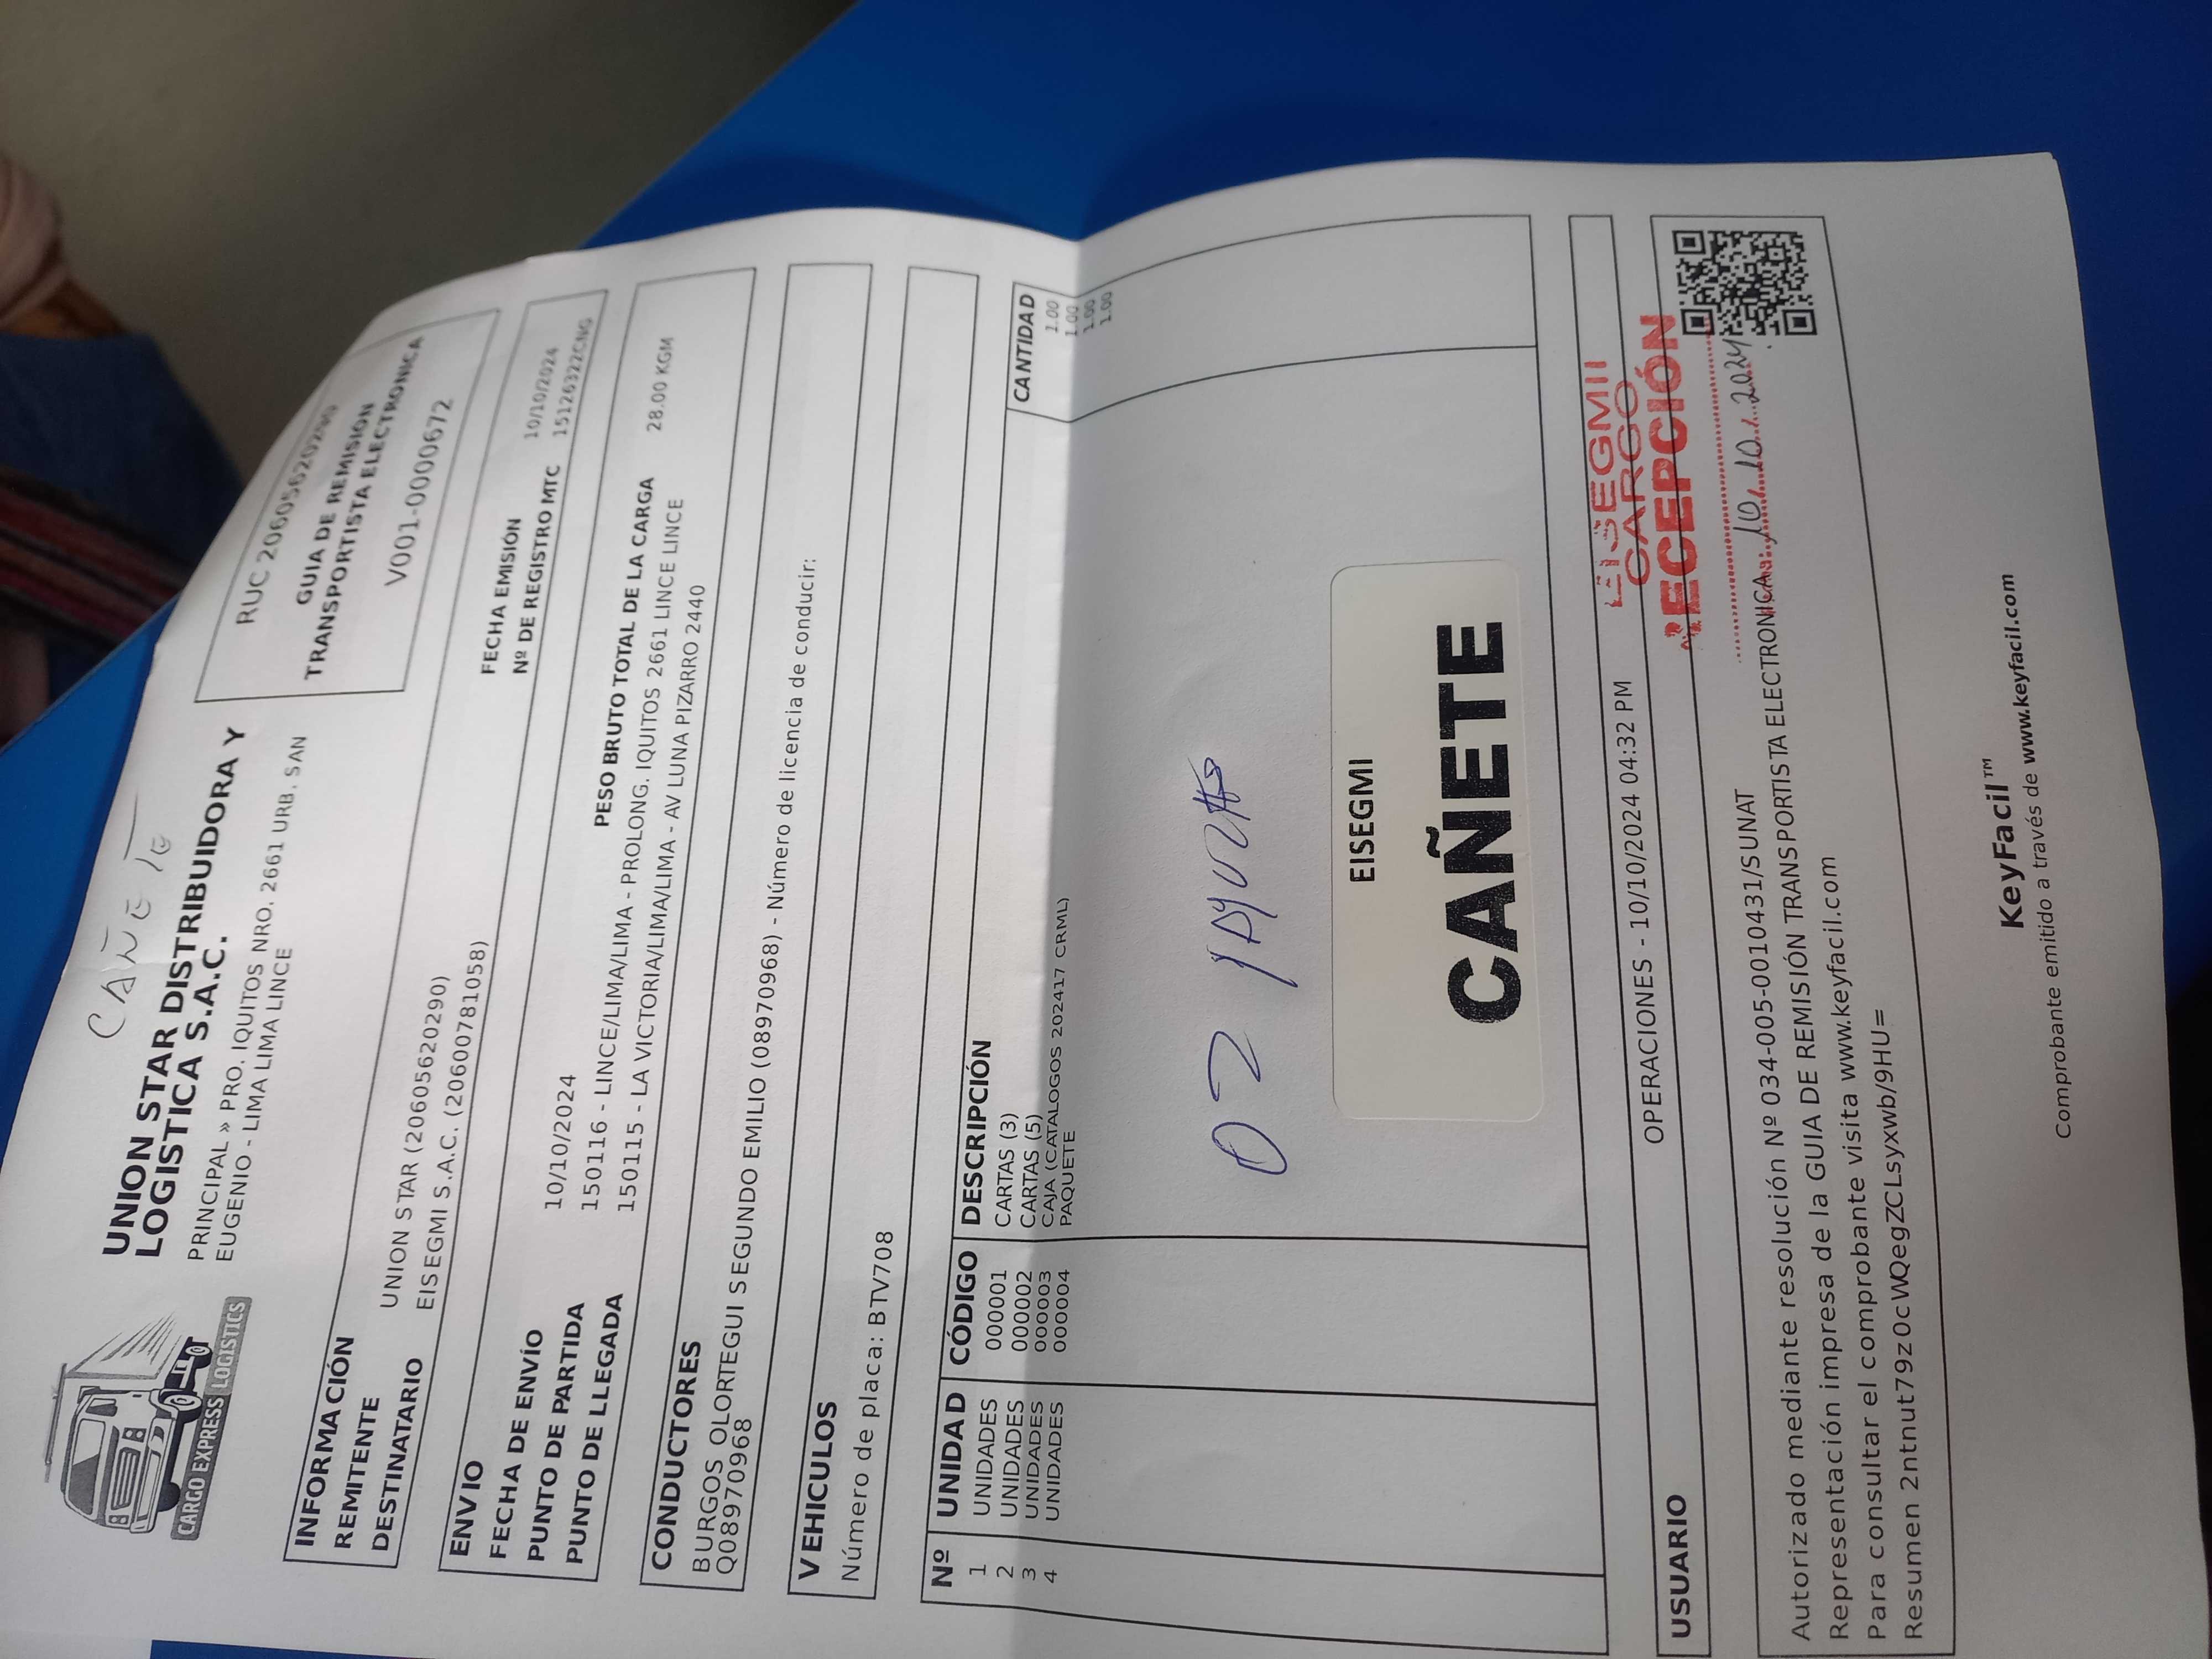 CAÑETE
CARGO EXPRESS LOGISTICS
UNION STAR DISTRIBUIDORA Y
LOGISTICA S.A.C.
PRINCIPAL » PRO. IQUITOS NRO. 2661 URB. SAN
EUGENIO - LIMA LIMA LINCE
RUC 20605620290
GUIA DE REMISION
TRANSPORTISTA ELECTRONICA
V001-0000672
INFORMACIÓN
REMITENTE UNION STAR (20605620290)
DESTINATARIO EISEGMI S.A.C. (20600781058)
FECHA EMISIÓN 10/10/2024
Nº DE REGISTRO MTC 15126322CNG
ENVIO
FECHA DE ENVÍO 10/10/2024
PESO BRUTO TOTAL DE LA CARGA 28.00 KGM
PUNTO DE PARTIDA 150116 - LINCE/LIMA/LIMA - PROLONG. IQUITOS 2661 LINCE LINCE
PUNTO DE LLEGADA 150115 - LA VICTORIA/LIMA/LIMA - AV LUNA PIZARRO 2440
CONDUCTORES
BURGOS OLORTEGUI SEGUNDO EMILIO (08970968) - Número de licencia de conducir:
Q08970968
VEHICULOS
Número de placa: BTV708
Nº UNIDAD CÓDIGO DESCRIPCIÓN CANTIDAD
1 UNIDADES 000001 CARTAS (3) 1.00
2 UNIDADES 000002 CARTAS (5) 1.00
3 UNIDADES 000003 CAJA (CATALOGOS 202417 CRML) 1.00
4 UNIDADES 000004 PAQUETE 1.00
02
EISEGMI
CAÑETE
USUARIO OPERACIONES - 10/10/2024 04:32 PM
EISEGMII
CARGO
RECEPCIÓN
10.10.2024
Autorizado mediante resolución Nº 034-005-0010431/SUNAT
Representación impresa de la GUIA DE REMISIÓN TRANSPORTISTA ELECTRONICA
Para consultar el comprobante visita www.keyfacil.com
Resumen 2ntnut79z0cWQegZCLsyxwb/9HU=
KeyFacil™
Comprobante emitido a través de www.keyfacil.com